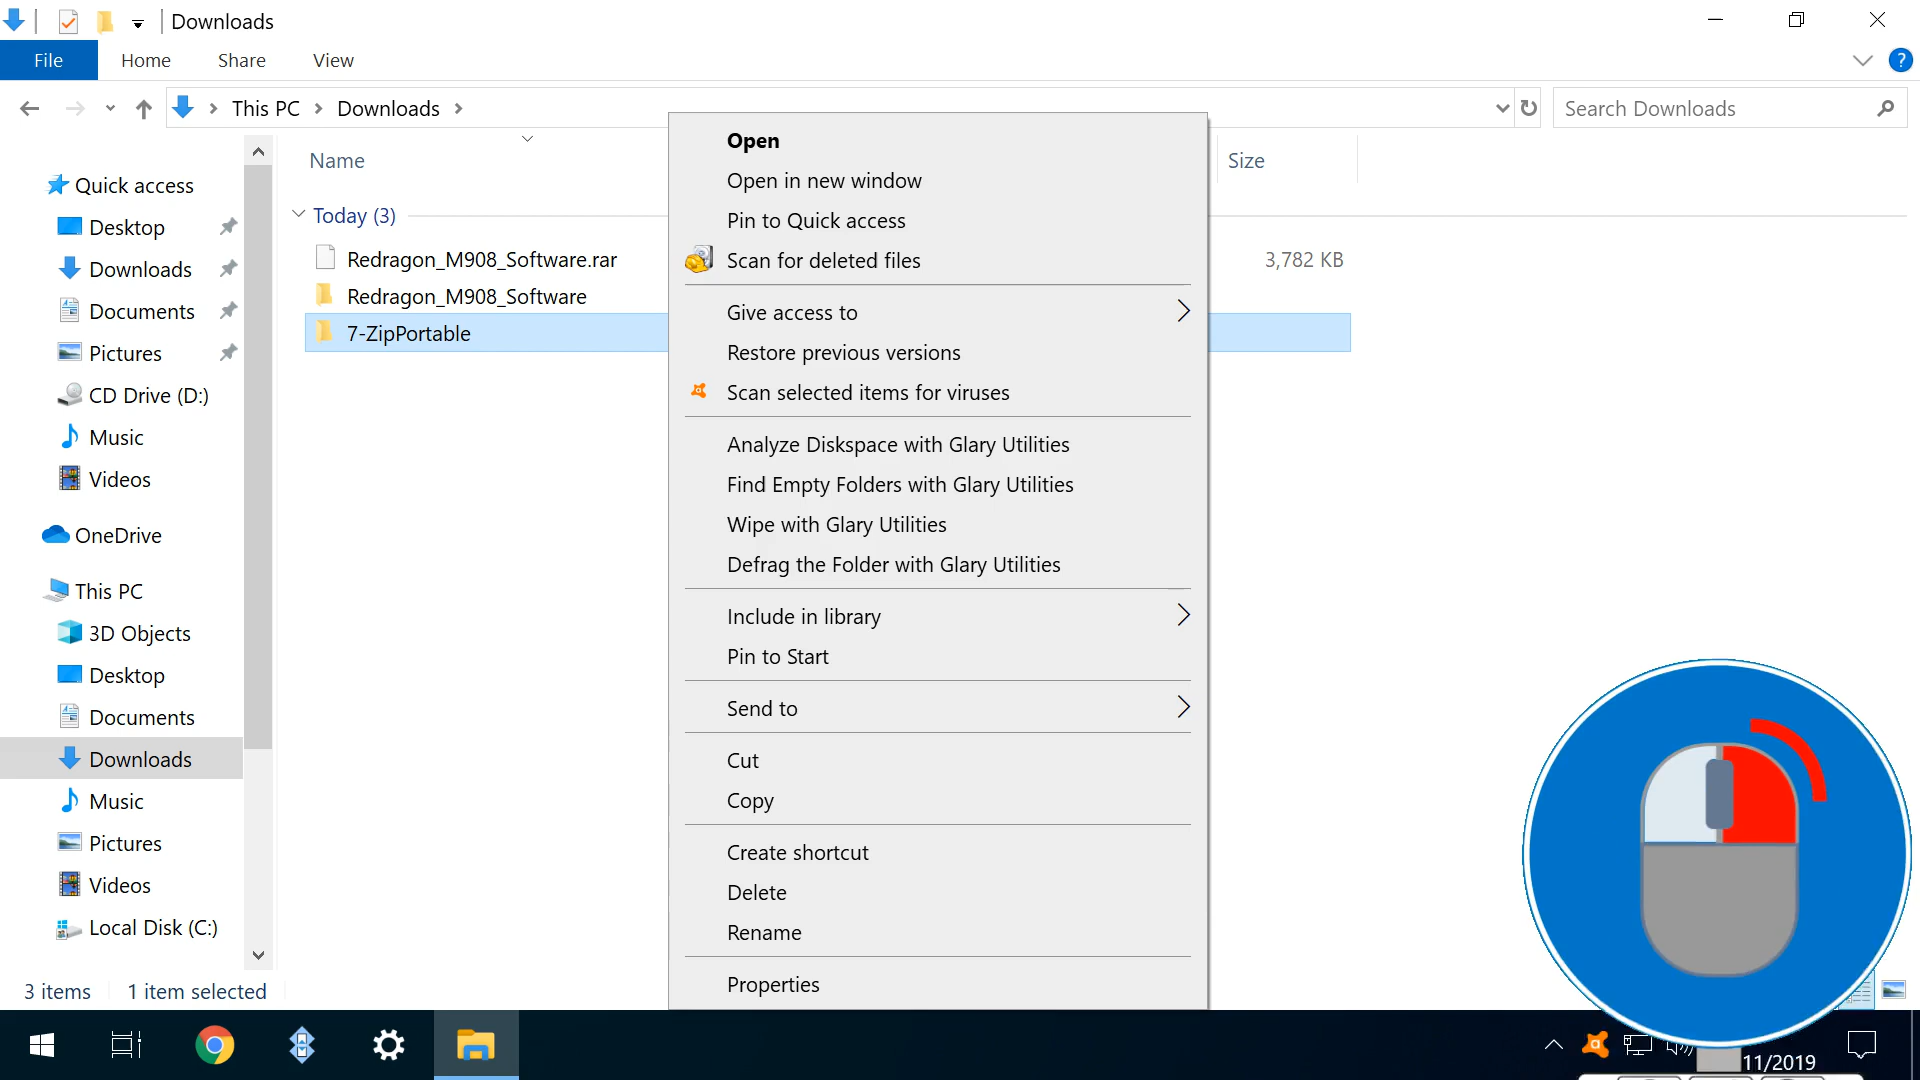 Downloads
File Home Share View
?
This PC Downloads
Search Downloads
Name
Size
Quick access
Desktop
Downloads
Documents
Pictures
CD Drive (D:)
Music
Videos
OneDrive
This PC
3D Objects
Desktop
Documents
Downloads
Music
Pictures
Videos
Local Disk (C:)
Today (3)
Redragon_M908_Software.rar
3,782 KB
Redragon_M908_Software
7-ZipPortable
Open
Open in new window
Pin to Quick access
Scan for deleted files
Give access to
Restore previous versions
Scan selected items for viruses
Analyze Diskspace with Glary Utilities
Find Empty Folders with Glary Utilities
Wipe with Glary Utilities
Defrag the Folder with Glary Utilities
Include in library
Pin to Start
Send to
Cut
Copy
Create shortcut
Delete
Rename
Properties
3 items 1 item selected
11/2019